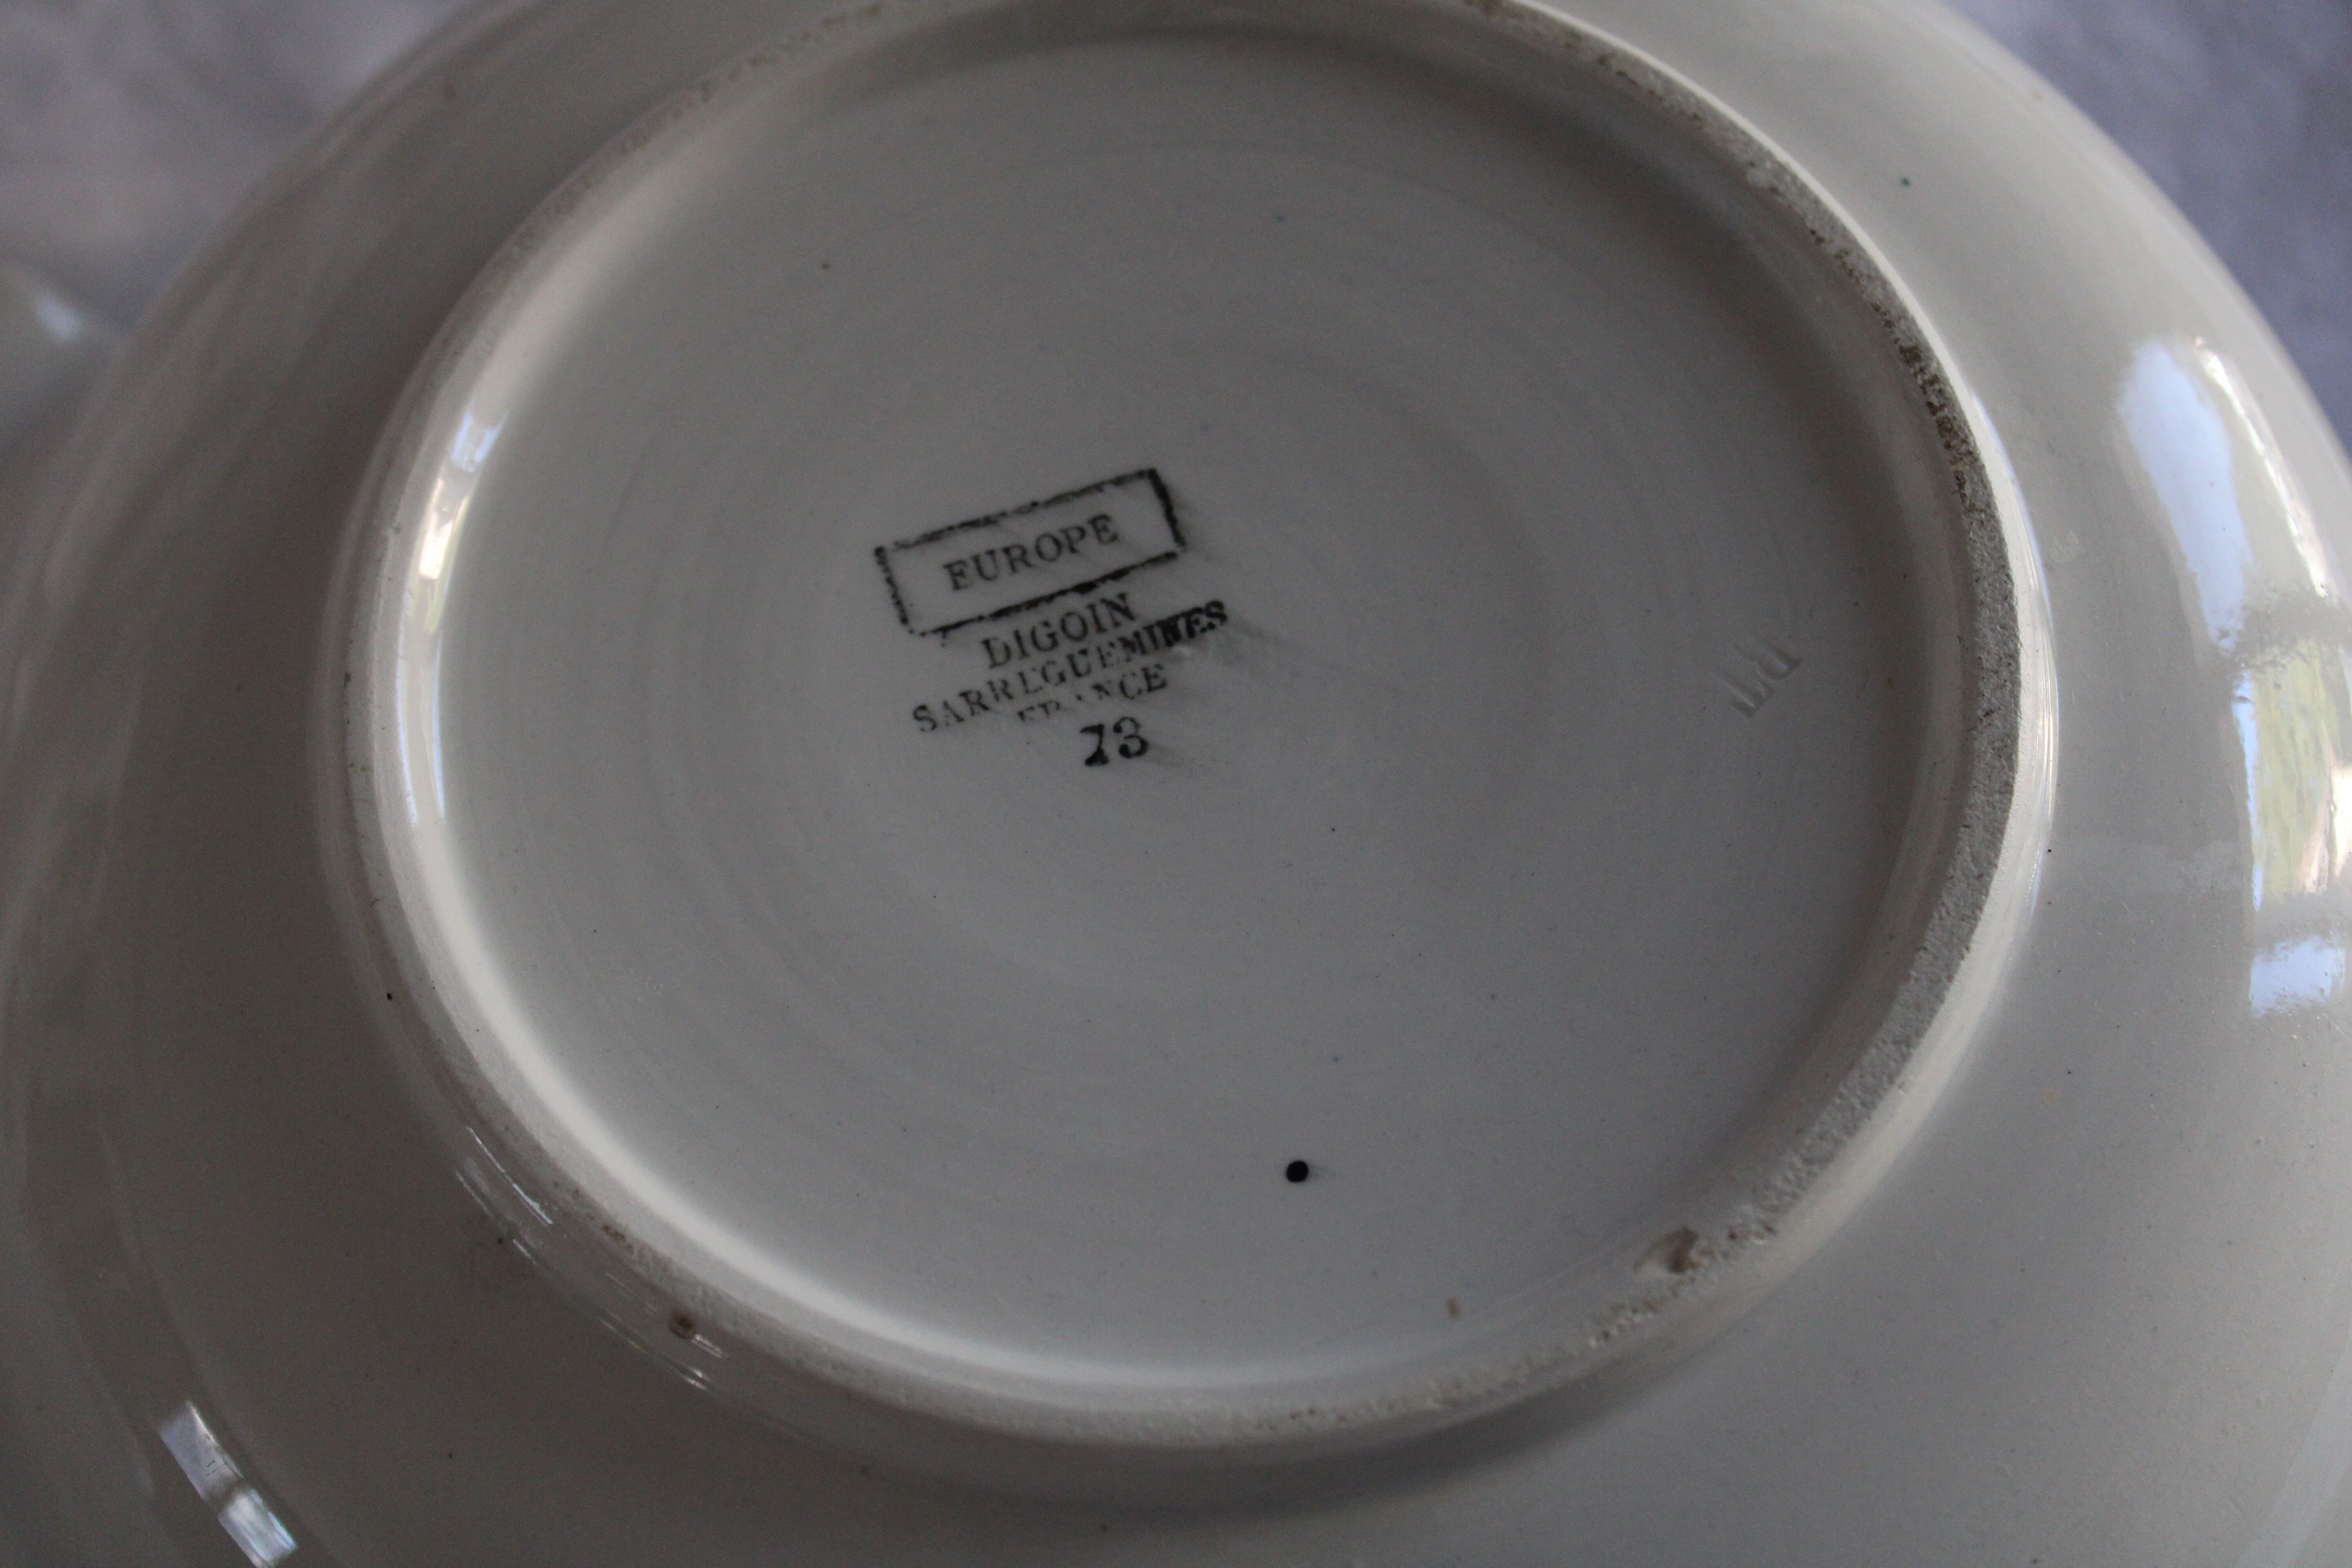 EUROPE
DIGOIN
SARREGUEMINES
FRANCE
73